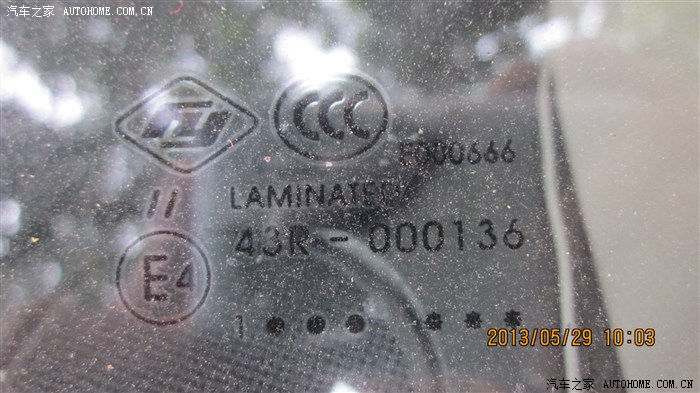 汽车之家 AUTOHOME.COM.CN
CCC
E000666
LAMINATED
II
43R - 000136
E4
1 ● ● ● * * *
2013/05/29 10:03
汽车之家 AUTOHOME.COM.CN